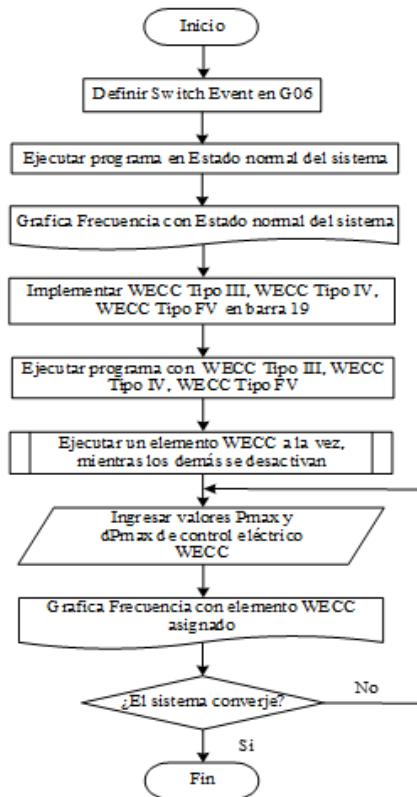 Inicio
Definir Switch Event en G06
Ejecutar programa en Estado normal del sistema
Grafica Frecuencia con Estado normal del sistema
Implementar WECC Tipo III, WECC Tipo IV,
WECC Tipo FV en barra 19
Ejecutar programa con WECC Tipo III, WECC
Tipo IV, WECC Tipo FV
Ejecutar un elemento WECC a la vez,
mientras los demás se desactivan
Ingresar valores Pmax y
dPmax de control eléctrico
WECC
Grafica Frecuencia con elemento WECC
asignado
¿El sistema converje?
No
Si
Fin